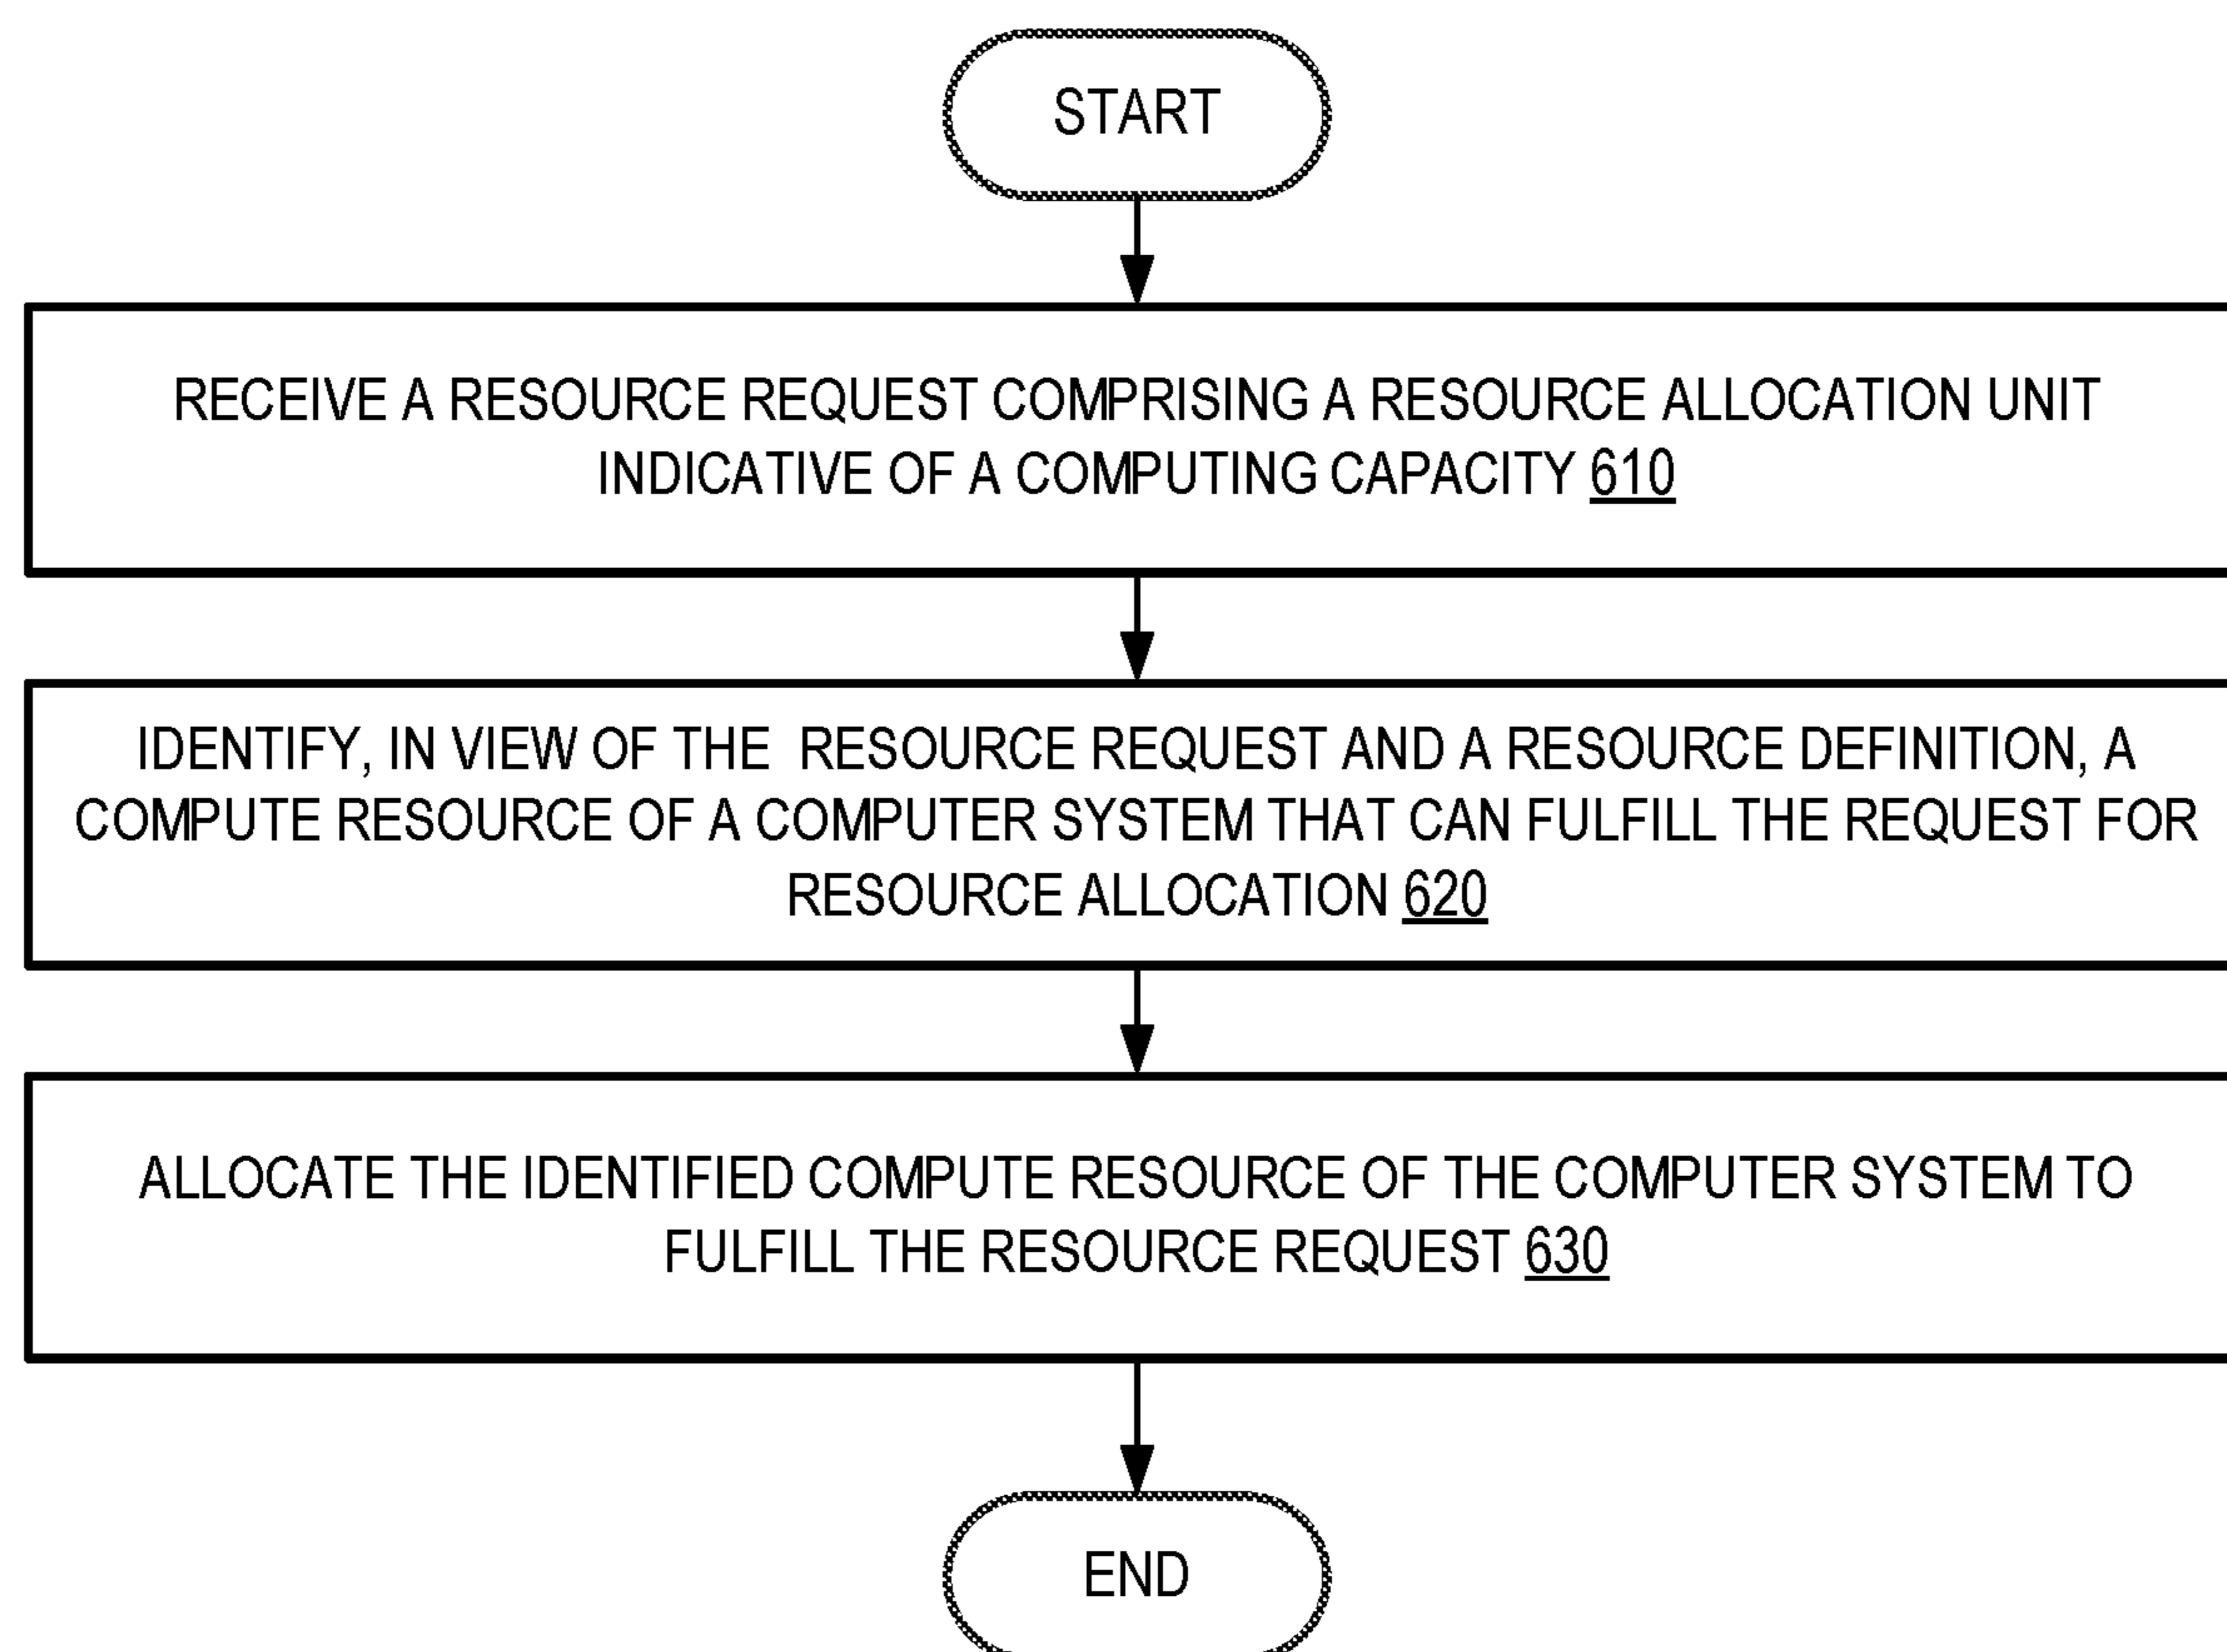 START
RECEIVE A RESOURCE REQUEST COMPRISING A RESOURCE ALLOCATION UNIT
INDICATIVE OF A COMPUTING CAPACITY 610
IDENTIFY, IN VIEW OF THE RESOURCE REQUEST AND A RESOURCE DEFINITION, A
COMPUTE RESOURCE OF A COMPUTER SYSTEM THAT CAN FULFILL THE REQUEST FOR
RESOURCE ALLOCATION 620
ALLOCATE THE IDENTIFIED COMPUTE RESOURCE OF THE COMPUTER SYSTEM TO
FULFILL THE RESOURCE REQUEST 630
END